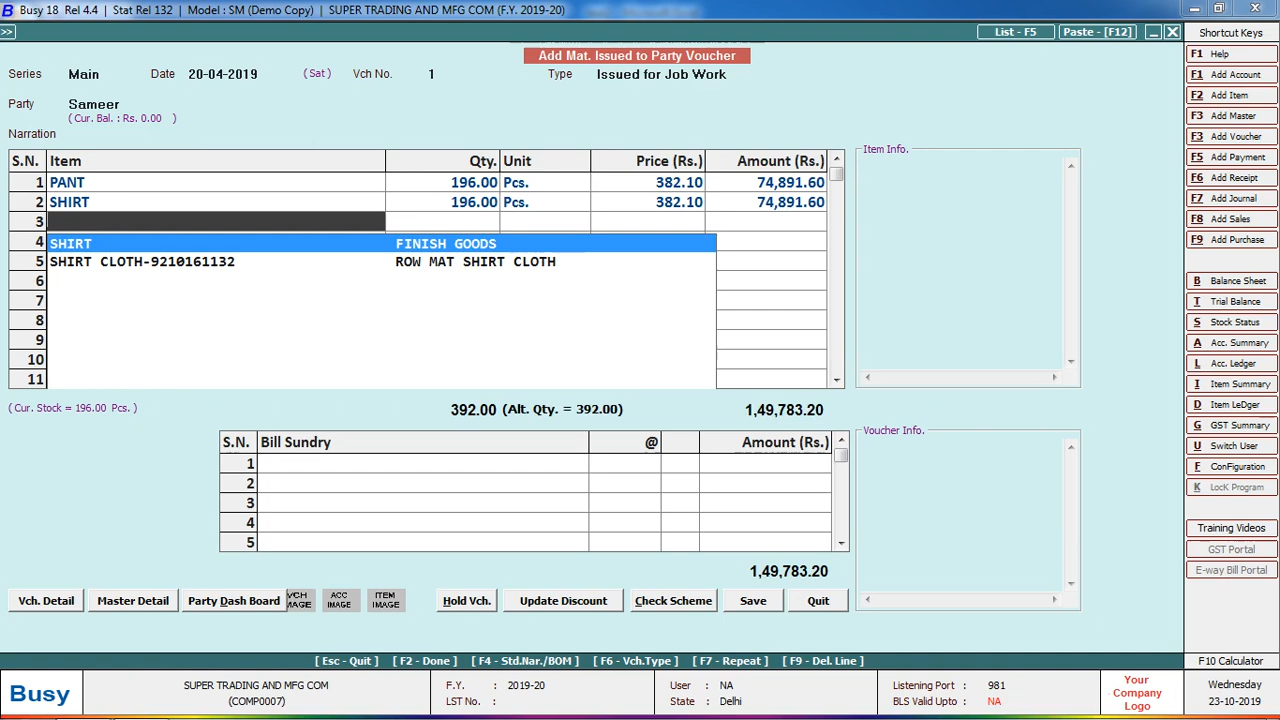 Busy 18 Rel 4.4 | Stat Rel 132 | Model : SM (Demo Copy) | SUPER TRADING AND MFG COM (F.Y. 2019-20)
>> List - F5 Paste - [F12] Shortcut Keys
Add Mat. Issued to Party Voucher
Series Main Date 20-04-2019 (Sat) Vch No. 1 Type Issued for Job Work
Party Sameer
(Cur. Bal. : Rs. 0.00 )
Narration
S.N. Item Qty. Unit Price (Rs.) Amount (Rs.)
1 PANT 196.00 Pcs. 382.10 74,891.60
2 SHIRT 196.00 Pcs. 382.10 74,891.60
3
4 SHIRT FINISH GOODS
5 SHIRT CLOTH-9210161132 ROW MAT SHIRT CLOTH
6
7
8
9
10
11
(Cur. Stock = 196.00 Pcs. ) 392.00 (Alt. Qty. = 392.00) 1,49,783.20
S.N. Bill Sundry @ Amount (Rs.)
1
2
3
4
5
1,49,783.20
Item Info.
Voucher Info.
Vch. Detail Master Detail Party Dash Board VCH IMAGE ACC IMAGE ITEM IMAGE Hold Vch. Update Discount Check Scheme Save Quit
F1 Help
F1 Add Account
F2 Add Item
F3 Add Master
F3 Add Voucher
F5 Add Payment
F6 Add Receipt
F7 Add Journal
F8 Add Sales
F9 Add Purchase
B Balance Sheet
T Trial Balance
S Stock Status
A Acc. Summary
L Acc. Ledger
I Item Summary
D Item LeDger
G GST Summary
U Switch User
F Configuration
K LocK Program
Training Videos
GST Portal
E-way Bill Portal
[ Esc - Quit ] [ F2 - Done ] [ F4 - Std.Nar./BOM ] [ F6 - Vch.Type ] [ F7 - Repeat ] [ F9 - Del. Line ] F10 Calculator
Busy
SUPER TRADING AND MFG COM
(COMP0007)
F.Y. : 2019-20
LST No. :
User : NA
State : Delhi
Listening Port : 981
BLS Valid Upto : NA
Your
Company
Logo
Wednesday
23-10-2019